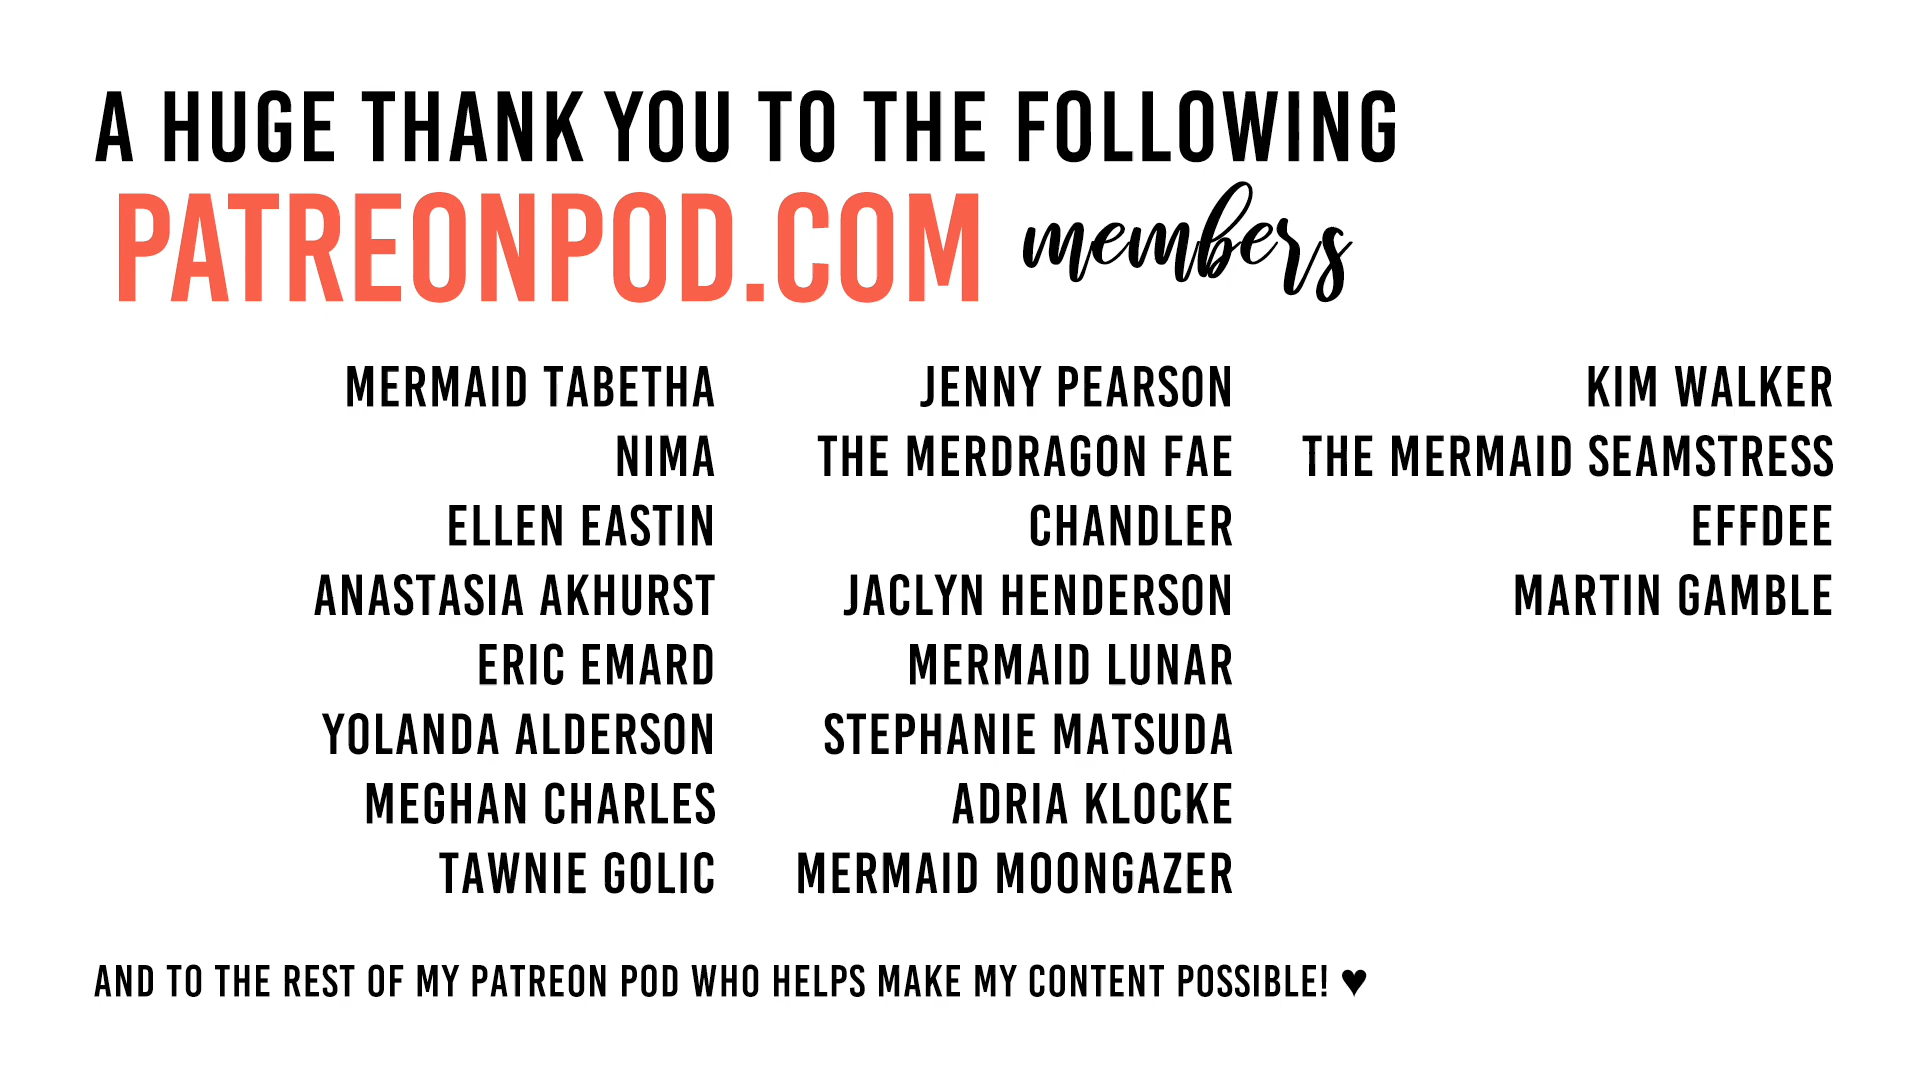 A HUGE THANK YOU TO THE FOLLOWING
PATREONPOD.COM members
MERMAID TABETHA
NIMA
ELLEN EASTIN
ANASTASIA AKHURST
ERIC EMARD
YOLANDA ALDERSON
MEGHAN CHARLES
TAWNIE GOLIC
JENNY PEARSON
THE MERDRAGON FAE
CHANDLER
JACLYN HENDERSON
MERMAID LUNAR
STEPHANIE MATSUDA
ADRIA KLOCKE
MERMAID MOONGAZER
KIM WALKER
THE MERMAID SEAMSTRESS
EFFDEE
MARTIN GAMBLE
AND TO THE REST OF MY PATREON POD WHO HELPS MAKE MY CONTENT POSSIBLE! ♥